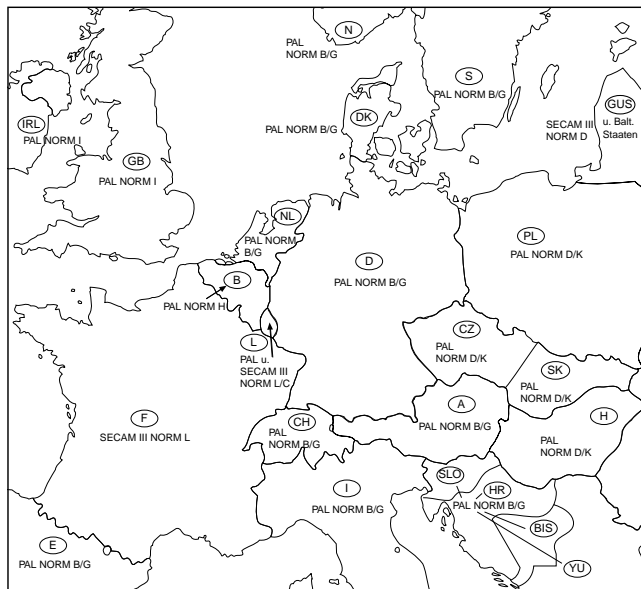 N
PAL
NORM B/G
S
PAL NORM B/G
GUS
u. Balt.
Staaten
SECAM III
NORM D
DK
PAL NORM B/G
IRL
PAL NORM I
GB
PAL NORM I
NL
PAL NORM
B/G
PL
PAL NORM D/K
D
PAL NORM B/G
B
PAL NORM H
L
PAL u.
SECAM III
NORM L/C
CZ
PAL
NORM D/K
SK
PAL
NORM D/K
F
SECAM III NORM L
CH
PAL
NORM B/G
A
PAL NORM B/G
H
PAL
NORM D/K
I
PAL NORM B/G
SLO
HR
PAL NORM B/G
BIS
YU
E
PAL NORM B/G